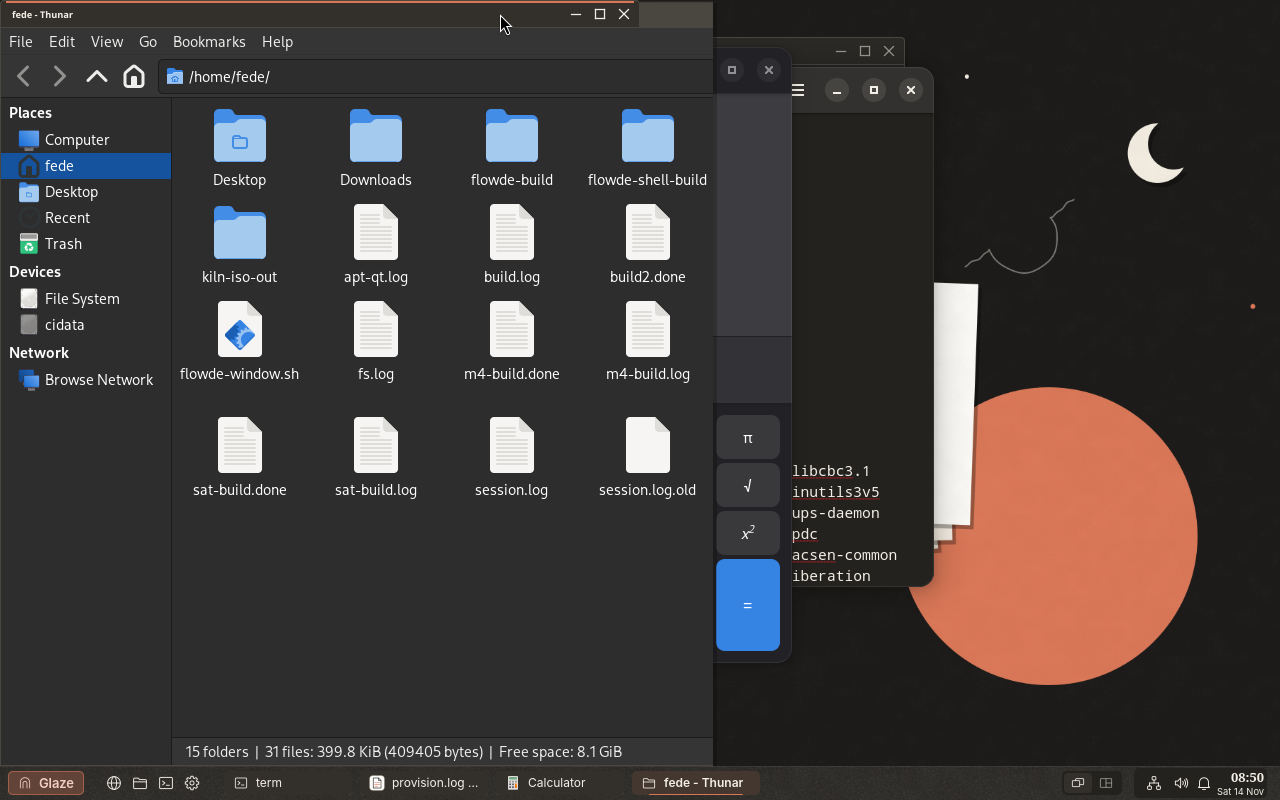 fede - Thunar
File Edit View Go Bookmarks Help
/home/fede/
Places
Computer
fede
Desktop
Recent
Trash
Devices
File System
cidata
Network
Browse Network
Desktop Downloads flowde-build flowde-shell-build
kiln-iso-out apt-qt.log build.log build2.done
flowde-window.sh fs.log m4-build.done m4-build.log
sat-build.done sat-build.log session.log session.log.old
15 folders | 31 files: 399.8 KiB (409405 bytes) | Free space: 8.1 GiB
π
√
x²
=
libcbc3.1
inutils3v5
ups-daemon
pdc
acsen-common
iberation
Glaze term provision.log ... Calculator fede - Thunar 08:50
Sat 14 Nov